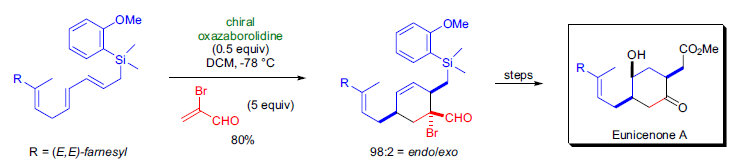 OMe
Si
R
R = (E,E)-farnesyl
chiral
oxazaborolidine
(0.5 equiv)
DCM, -78 °C
Br
CHO
(5 equiv)
80%
OMe
Si
R
CHO
Br
98:2 = endo/exo
steps
OH
CO2Me
R
O
Eunicenone A